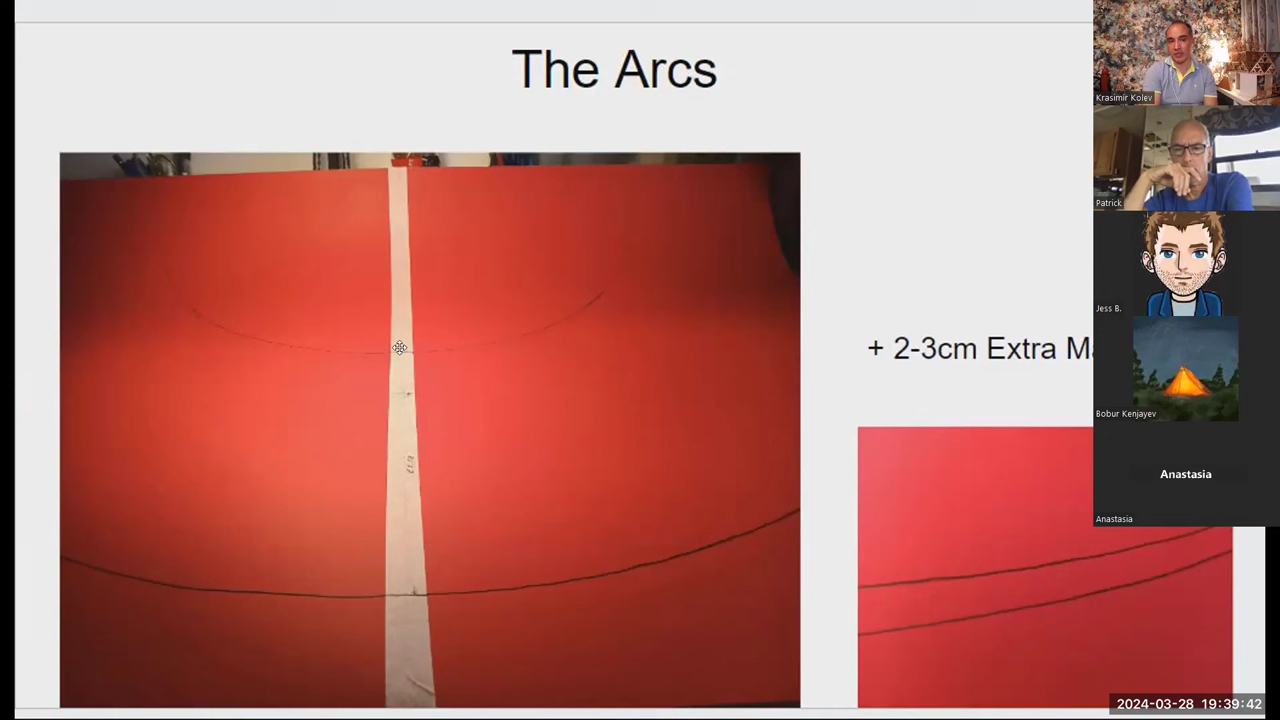 The Arcs
+ 2-3cm Extra
Krasimir Kolev
Patrick
Jess B.
Bobur Kenjayev
Anastasia
Anastasia
2024-03-28 19:39:42